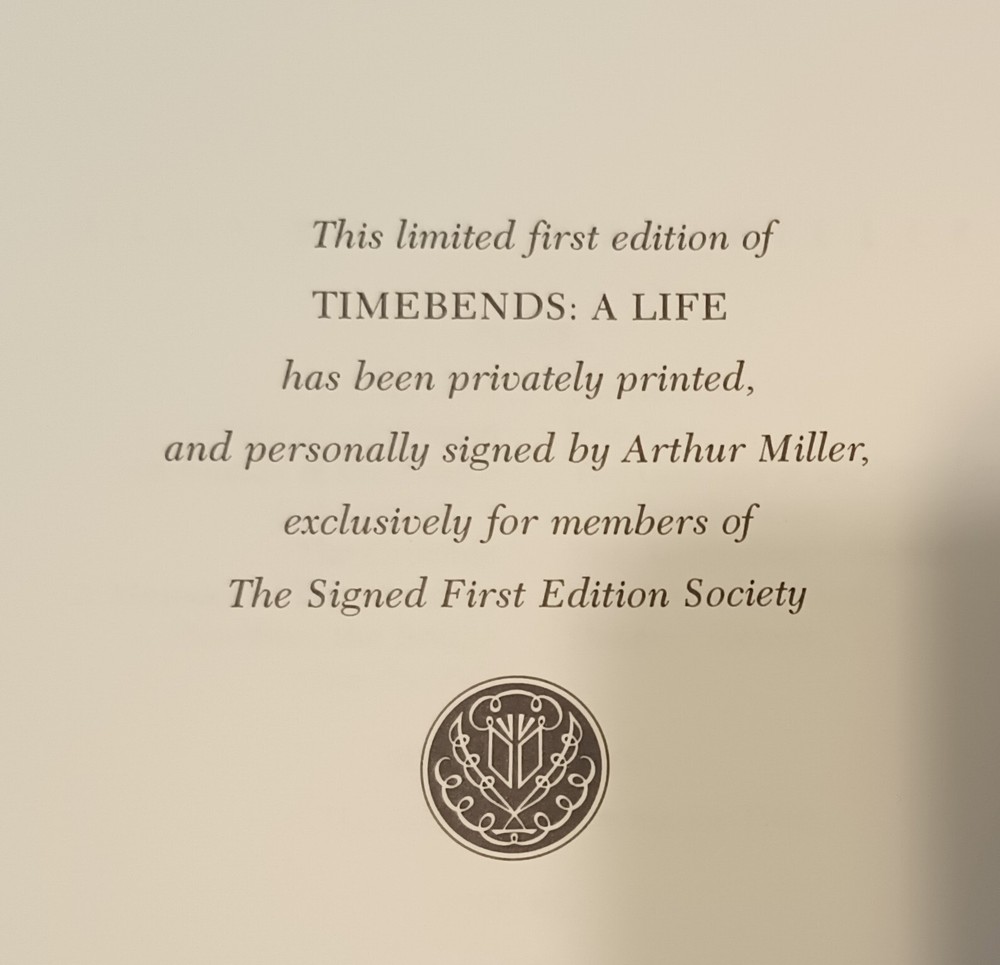 This limited first edition of
TIMEBENDS: A LIFE
has been privately printed,
and personally signed by Arthur Miller,
exclusively for members of
The Signed First Edition Society